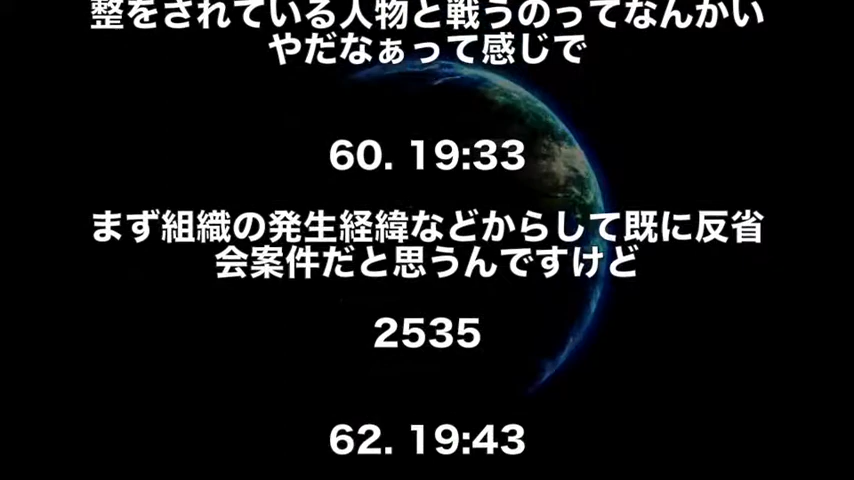 整をされている人物と戦うのってなんかい
やだなぁって感じで
60. 19:33
まず組織の発生経緯などからして既に反省
会案件だと思うんですけど
2535
62. 19:43